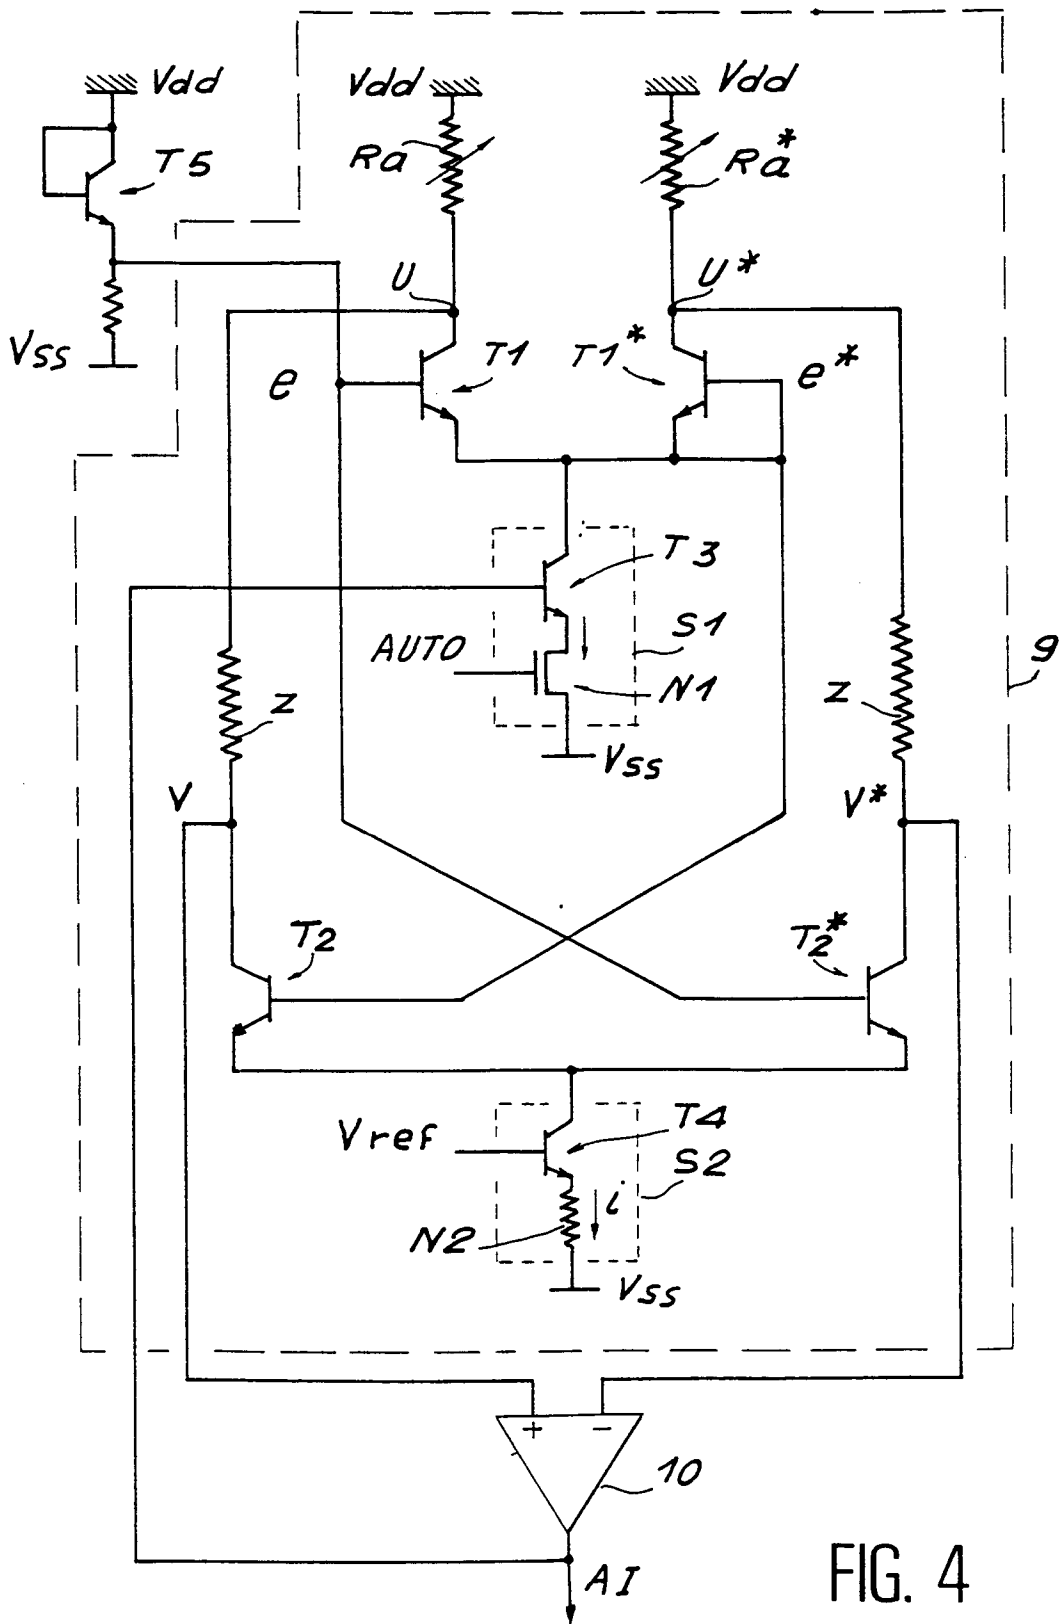 Vdd
Vdd
Vdd
T5
Ra
Ra*
U
U*
Vss
e
T1
T1*
e*
T3
AUTO
S1
N1
9
Z
Z
Vss
V
V*
T2
T2*
Vref
T4
S2
N2
i
Vss
+
−
10
AI
FIG. 4